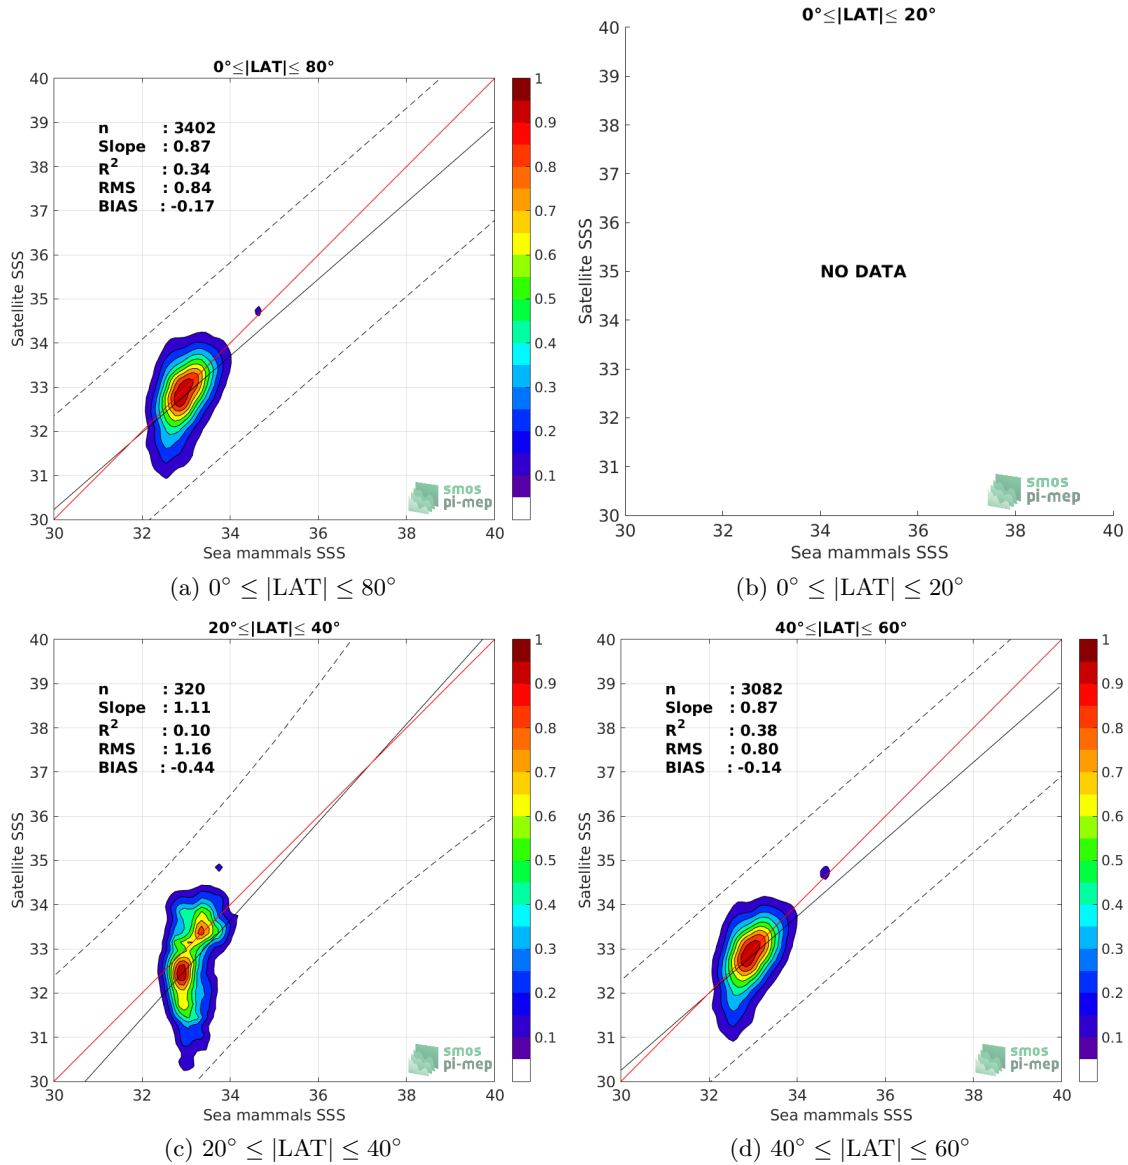 0°≤|LAT|≤ 80°
40
39
38
37
36
35
34
33
32
31
30
Satellite SSS
n : 3402
Slope : 0.87
R² : 0.34
RMS : 0.84
BIAS : -0.17
smos
pi-mep
30 32 34 36 38 40
Sea mammals SSS
1
0.9
0.8
0.7
0.6
0.5
0.4
0.3
0.2
0.1
(a) 0° ≤ |LAT| ≤ 80°
0°≤|LAT|≤ 20°
40
39
38
37
36
35
34
33
32
31
30
Satellite SSS
NO DATA
smos
pi-mep
30 32 34 36 38 40
Sea mammals SSS
(b) 0° ≤ |LAT| ≤ 20°
20°≤|LAT|≤ 40°
40
39
38
37
36
35
34
33
32
31
30
Satellite SSS
n : 320
Slope : 1.11
R² : 0.10
RMS : 1.16
BIAS : -0.44
smos
pi-mep
30 32 34 36 38 40
Sea mammals SSS
1
0.9
0.8
0.7
0.6
0.5
0.4
0.3
0.2
0.1
(c) 20° ≤ |LAT| ≤ 40°
40°≤|LAT|≤ 60°
40
39
38
37
36
35
34
33
32
31
30
Satellite SSS
n : 3082
Slope : 0.87
R² : 0.38
RMS : 0.80
BIAS : -0.14
smos
pi-mep
30 32 34 36 38 40
Sea mammals SSS
1
0.9
0.8
0.7
0.6
0.5
0.4
0.3
0.2
0.1
(d) 40° ≤ |LAT| ≤ 60°